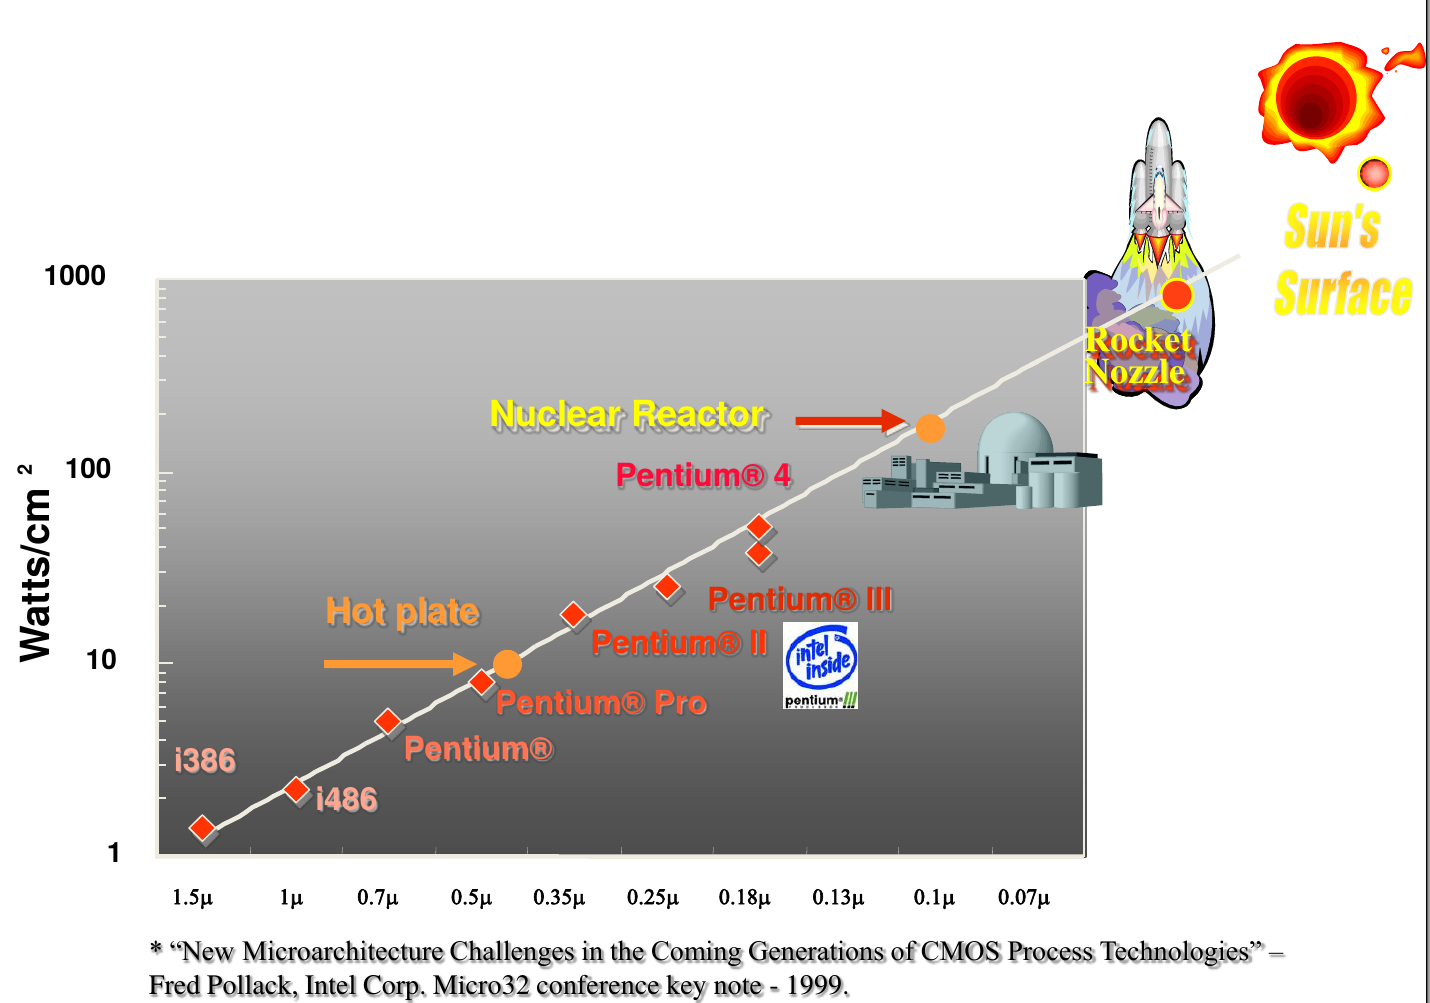 Sun's
Surface
1000
Rocket
Nozzle
Nuclear Reactor
100
Pentium® 4
Watts/cm 2
Pentium® III
Hot plate
Pentium® II
intel
inside
10
pentium® III
Pentium® Pro
Pentium®
i386
i486
1
1.5μ 1μ 0.7μ 0.5μ 0.35μ 0.25μ 0.18μ 0.13μ 0.1μ 0.07μ
* “New Microarchitecture Challenges in the Coming Generations of CMOS Process Technologies” –
Fred Pollack, Intel Corp. Micro32 conference key note - 1999.